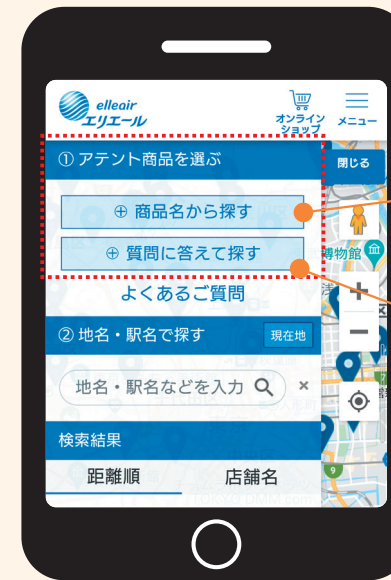 elleair
エリエール
オンライン
ショップ
メニュー
① アテント商品を選ぶ
閉じる
⊕ 商品名から探す
⊕ 質問に答えて探す
博物館
よくあるご質問
② 地名・駅名で探す
現在地
地名・駅名などを入力
×
検索結果
距離順
店舗名
9